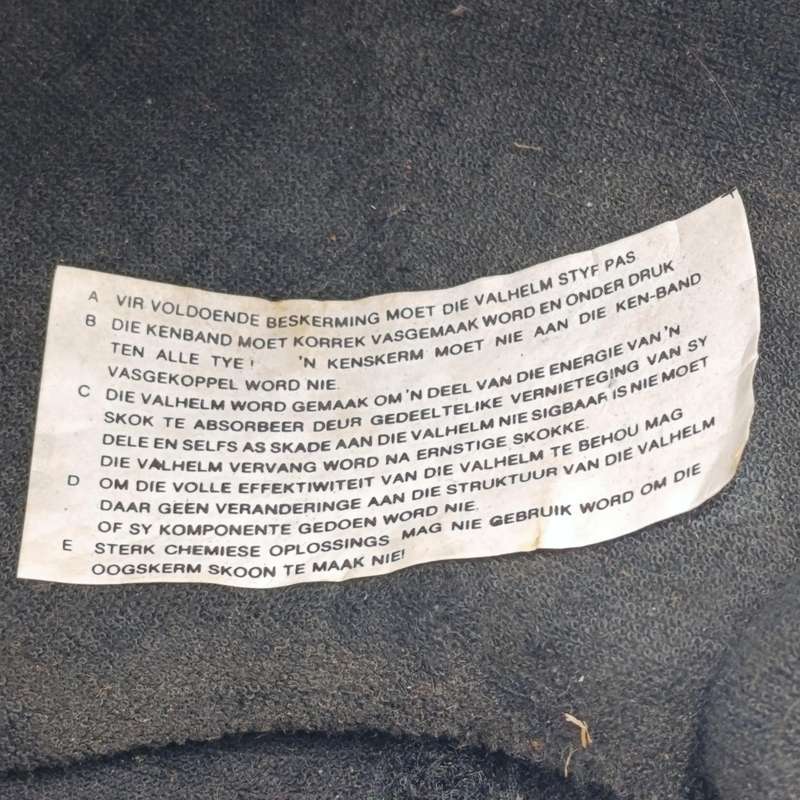 A VIR VOLDOENDE BESKERMING MOET DIE VALHELM STYF PAS
B DIE KENBAND MOET KORREK VASGEMAAK WORD EN ONDER DRUK
TEN ALLE TYE 'N KENSKERM MOET NIE AAN DIE KEN-BAND
VASGEKOPPEL WORD NIE.
C DIE VALHELM WORD GEMAAK OM 'N DEEL VAN DIE ENERGIE VAN 'N
SKOK TE ABSORBEER DEUR GEDEELTELIKE VERNIETEGING VAN SY
DELE EN SELFS AS SKADE AAN DIE VALHELM NIE SIGBAAR IS NIE MOET
DIE VALHELM VERVANG WORD NA ERNSTIGE SKOKKE.
D OM DIE VOLLE EFFEKTIWITEIT VAN DIE VALHELM TE BEHOU MAG
DAAR GEEN VERANDERINGE AAN DIE STRUKTUUR VAN DIE VALHELM
OF SY KOMPONENTE GEDOEN WORD NIE.
E STERK CHEMIESE OPLOSSINGS MAG NIE GEBRUIK WORD OM DIE
OOGSKERM SKOON TE MAAK NIE!